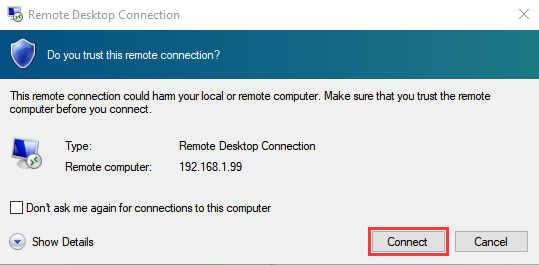 Remote Desktop Connection
Do you trust this remote connection?
This remote connection could harm your local or remote computer. Make sure that you trust the remote
computer before you connect.
Type: Remote Desktop Connection
Remote computer: 192.168.1.99
Don't ask me again for connections to this computer
Show Details Connect Cancel